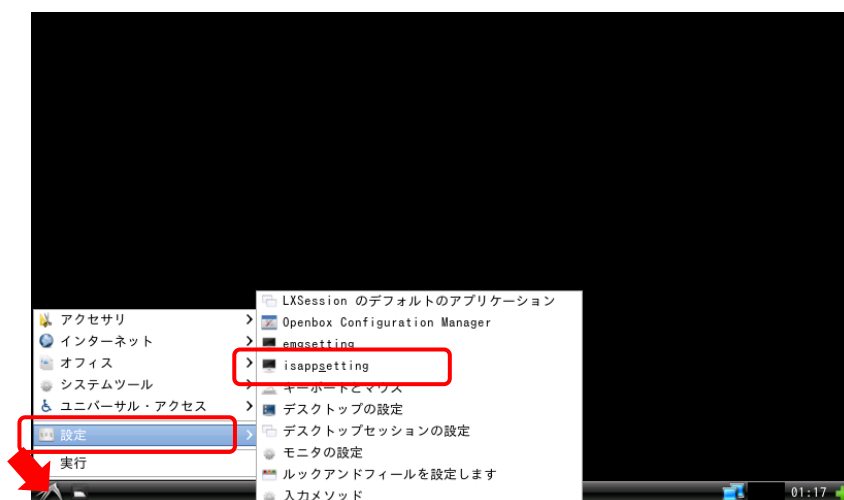 アクセサリ
インターネット
オフィス
システムツール
ユニバーサル・アクセス
設定
実行
LXSession のデフォルトのアプリケーション
Openbox Configuration Manager
emgsetting
isappsetting
キーボードとマウス
デスクトップの設定
デスクトップセッションの設定
モニタの設定
ルックアンドフィールを設定します
入力メソッド
01:17